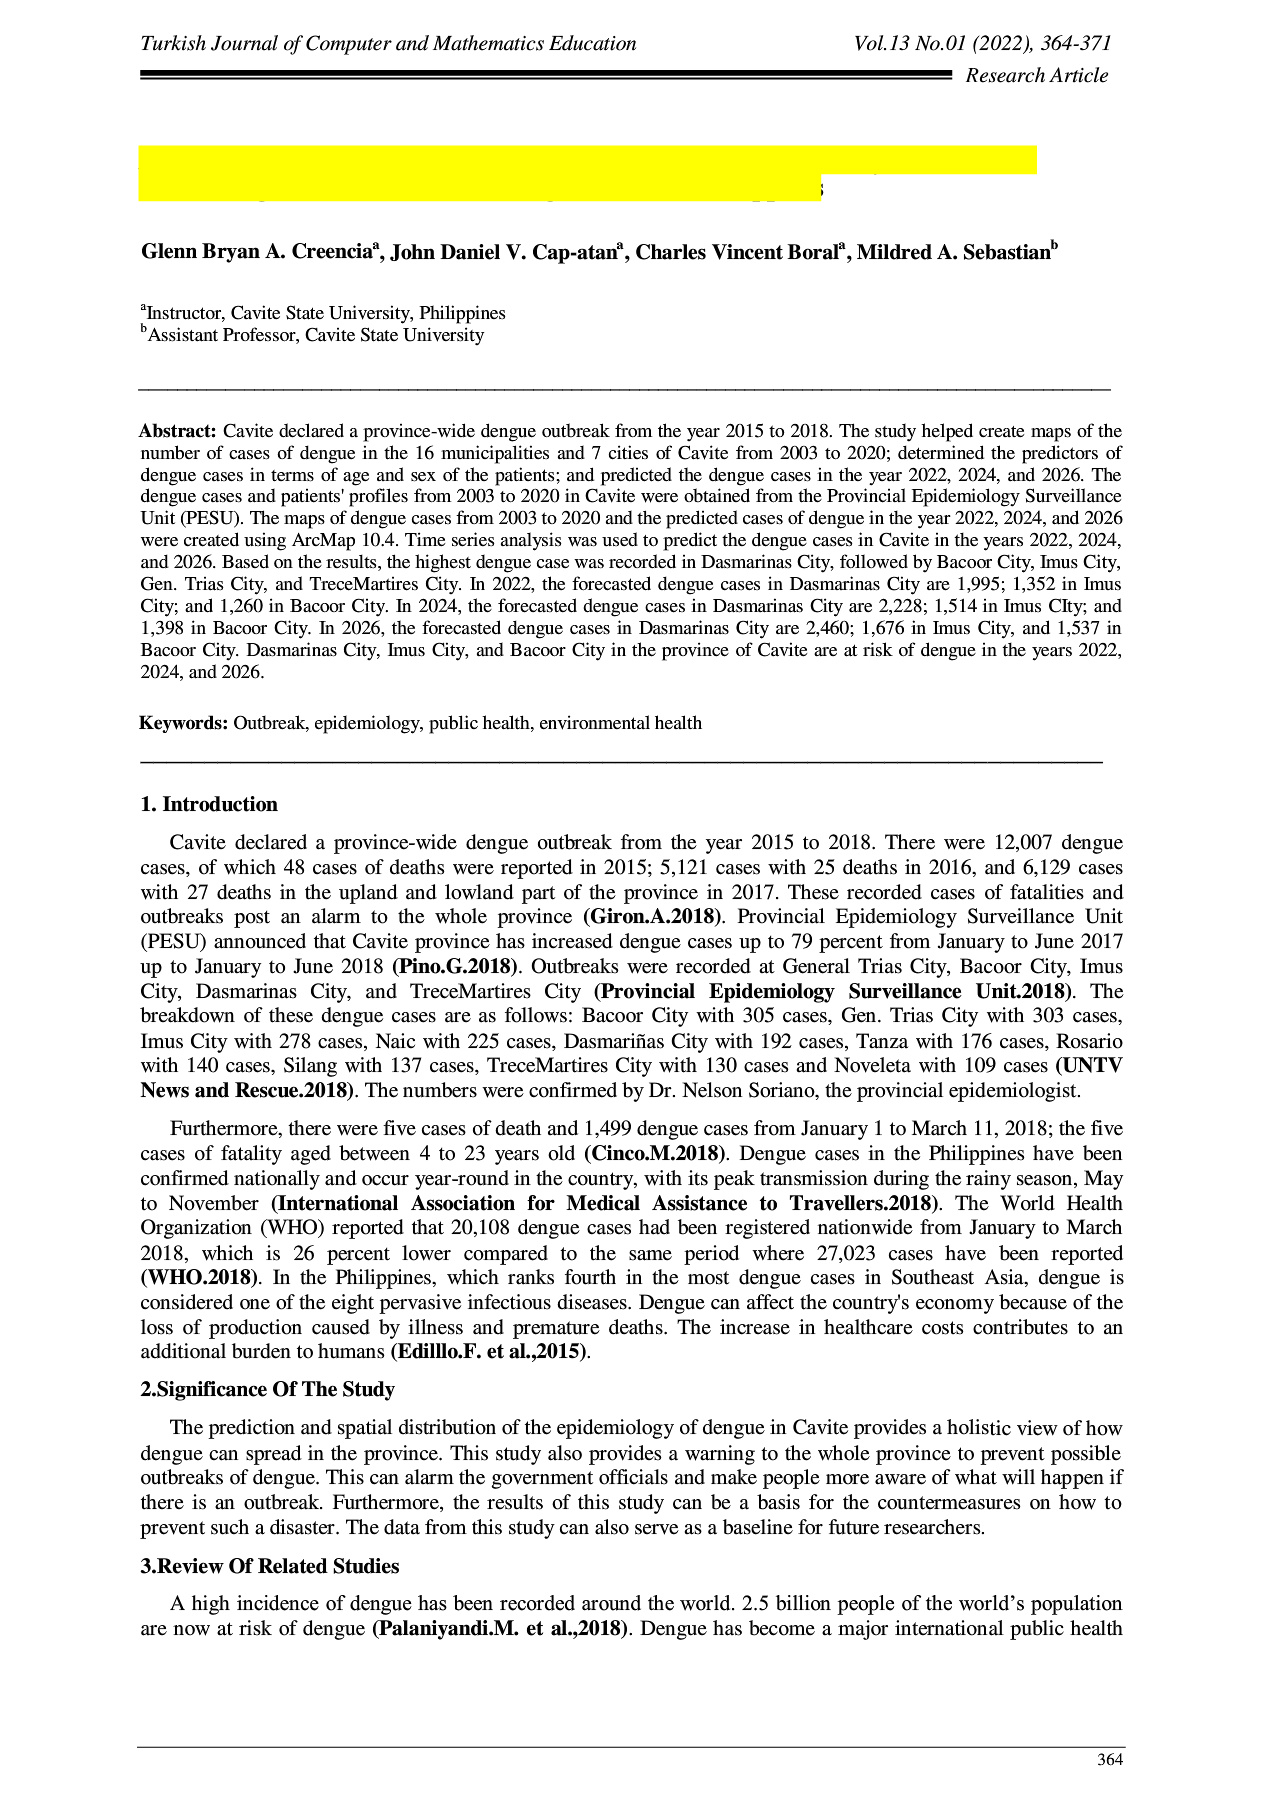 Turkish Journal of Computer and Mathematics Education Vol.13 No.01 (2022), 364-371
Research Article
Glenn Bryan A. Creenciaᵃ, John Daniel V. Cap-atanᵃ, Charles Vincent Boralᵃ, Mildred A. Sebastianᵇ
ᵃInstructor, Cavite State University, Philippines
ᵇAssistant Professor, Cavite State University
Abstract: Cavite declared a province-wide dengue outbreak from the year 2015 to 2018. The study helped create maps of the
number of cases of dengue in the 16 municipalities and 7 cities of Cavite from 2003 to 2020; determined the predictors of
dengue cases in terms of age and sex of the patients; and predicted the dengue cases in the year 2022, 2024, and 2026. The
dengue cases and patients' profiles from 2003 to 2020 in Cavite were obtained from the Provincial Epidemiology Surveillance
Unit (PESU). The maps of dengue cases from 2003 to 2020 and the predicted cases of dengue in the year 2022, 2024, and 2026
were created using ArcMap 10.4. Time series analysis was used to predict the dengue cases in Cavite in the years 2022, 2024,
and 2026. Based on the results, the highest dengue case was recorded in Dasmarinas City, followed by Bacoor City, Imus City,
Gen. Trias City, and TreceMartires City. In 2022, the forecasted dengue cases in Dasmarinas City are 1,995; 1,352 in Imus
City; and 1,260 in Bacoor City. In 2024, the forecasted dengue cases in Dasmarinas City are 2,228; 1,514 in Imus CIty; and
1,398 in Bacoor City. In 2026, the forecasted dengue cases in Dasmarinas City are 2,460; 1,676 in Imus City, and 1,537 in
Bacoor City. Dasmarinas City, Imus City, and Bacoor City in the province of Cavite are at risk of dengue in the years 2022,
2024, and 2026.
Keywords: Outbreak, epidemiology, public health, environmental health
1. Introduction
Cavite declared a province-wide dengue outbreak from the year 2015 to 2018. There were 12,007 dengue
cases, of which 48 cases of deaths were reported in 2015; 5,121 cases with 25 deaths in 2016, and 6,129 cases
with 27 deaths in the upland and lowland part of the province in 2017. These recorded cases of fatalities and
outbreaks post an alarm to the whole province (Giron.A.2018). Provincial Epidemiology Surveillance Unit
(PESU) announced that Cavite province has increased dengue cases up to 79 percent from January to June 2017
up to January to June 2018 (Pino.G.2018). Outbreaks were recorded at General Trias City, Bacoor City, Imus
City, Dasmarinas City, and TreceMartires City (Provincial Epidemiology Surveillance Unit.2018). The
breakdown of these dengue cases are as follows: Bacoor City with 305 cases, Gen. Trias City with 303 cases,
Imus City with 278 cases, Naic with 225 cases, Dasmariñas City with 192 cases, Tanza with 176 cases, Rosario
with 140 cases, Silang with 137 cases, TreceMartires City with 130 cases and Noveleta with 109 cases (UNTV
News and Rescue.2018). The numbers were confirmed by Dr. Nelson Soriano, the provincial epidemiologist.
Furthermore, there were five cases of death and 1,499 dengue cases from January 1 to March 11, 2018; the five
cases of fatality aged between 4 to 23 years old (Cinco.M.2018). Dengue cases in the Philippines have been
confirmed nationally and occur year-round in the country, with its peak transmission during the rainy season, May
to November (International Association for Medical Assistance to Travellers.2018). The World Health
Organization (WHO) reported that 20,108 dengue cases had been registered nationwide from January to March
2018, which is 26 percent lower compared to the same period where 27,023 cases have been reported
(WHO.2018). In the Philippines, which ranks fourth in the most dengue cases in Southeast Asia, dengue is
considered one of the eight pervasive infectious diseases. Dengue can affect the country's economy because of the
loss of production caused by illness and premature deaths. The increase in healthcare costs contributes to an
additional burden to humans (Edilllo.F. et al.,2015).
2.Significance Of The Study
The prediction and spatial distribution of the epidemiology of dengue in Cavite provides a holistic view of how
dengue can spread in the province. This study also provides a warning to the whole province to prevent possible
outbreaks of dengue. This can alarm the government officials and make people more aware of what will happen if
there is an outbreak. Furthermore, the results of this study can be a basis for the countermeasures on how to
prevent such a disaster. The data from this study can also serve as a baseline for future researchers.
3.Review Of Related Studies
A high incidence of dengue has been recorded around the world. 2.5 billion people of the world’s population
are now at risk of dengue (Palaniyandi.M. et al.,2018). Dengue has become a major international public health
364